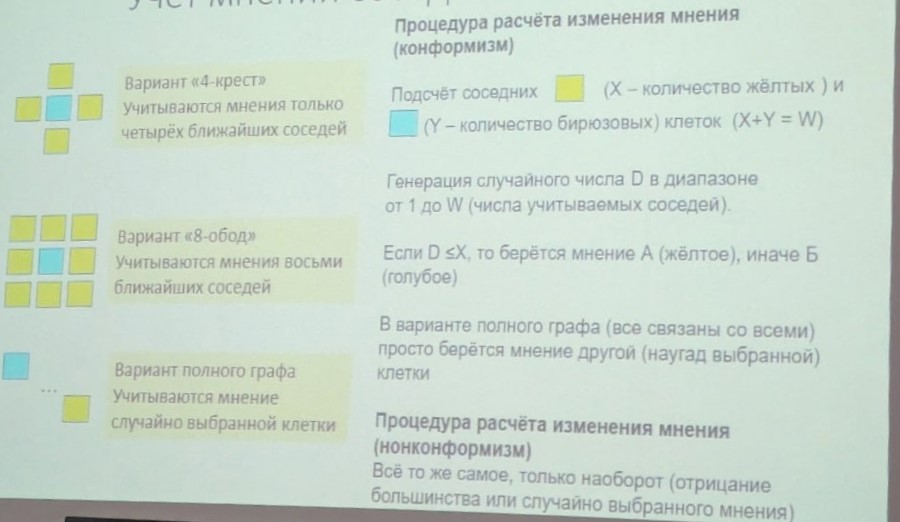 Вариант «4-крест»
Учитываются мнения только
четырёх ближайших соседей
Вариант «8-обод»
Учитываются мнения восьми
ближайших соседей
...
Вариант полного графа
Учитываются мнение
случайно выбранной клетки
Процедура расчёта изменения мнения
(конформизм)
Подсчёт соседних (X – количество жёлтых ) и
(Y – количество бирюзовых) клеток (X+Y = W)
Генерация случайного числа D в диапазоне
от 1 до W (числа учитываемых соседей).
Если D ≤X, то берётся мнение А (жёлтое), иначе Б
(голубое)
В варианте полного графа (все связаны со всеми)
просто берётся мнение другой (наугад выбранной)
клетки
Процедура расчёта изменения мнения
(нонконформизм)
Всё то же самое, только наоборот (отрицание
большинства или случайно выбранного мнения)